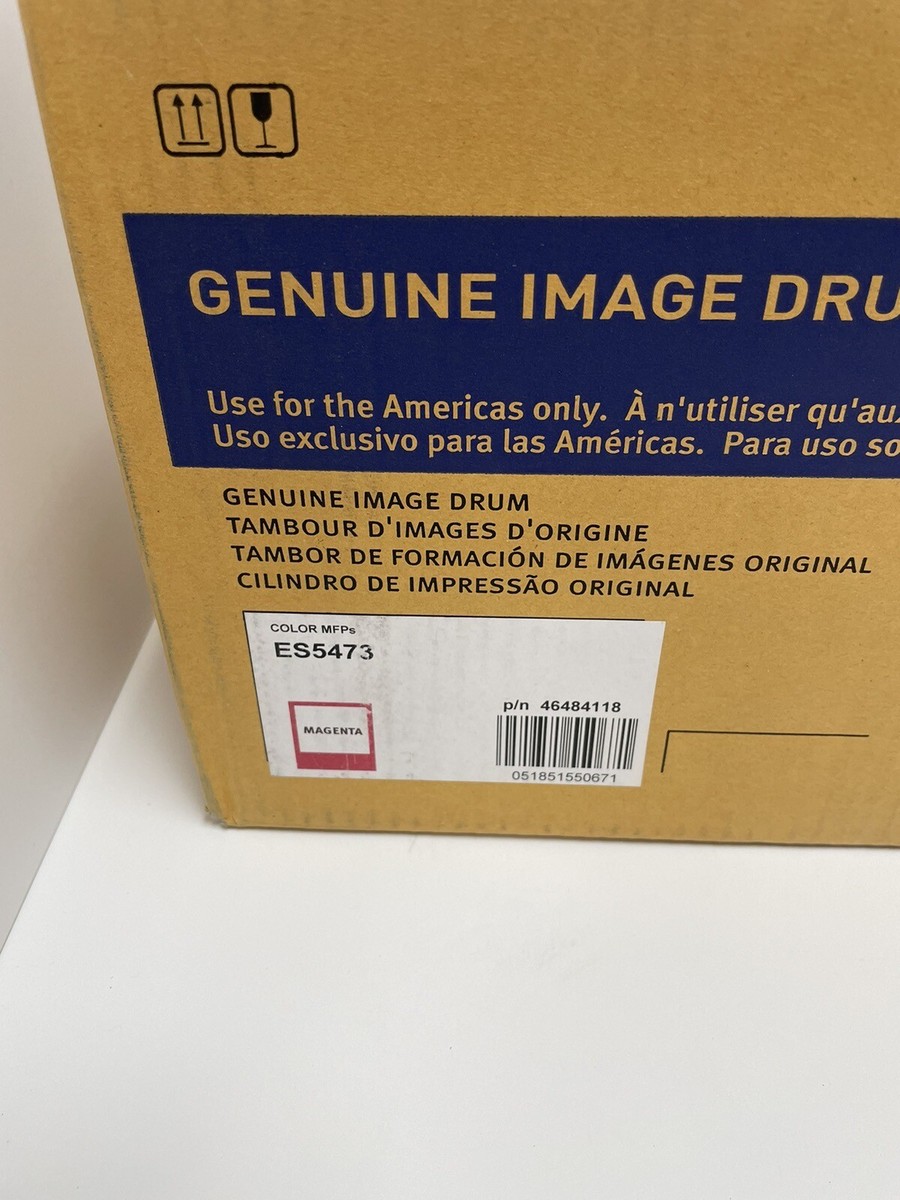 GENUINE IMAGE DRU
Use for the Americas only. À n'utiliser qu'aux
Uso exclusivo para las Américas. Para uso so
GENUINE IMAGE DRUM
TAMBOUR D'IMAGES D'ORIGINE
TAMBOR DE FORMACIÓN DE IMÁGENES ORIGINAL
CILINDRO DE IMPRESSÃO ORIGINAL
COLOR MFPs
ES5473
MAGENTA
p/n 46484118
051851550671